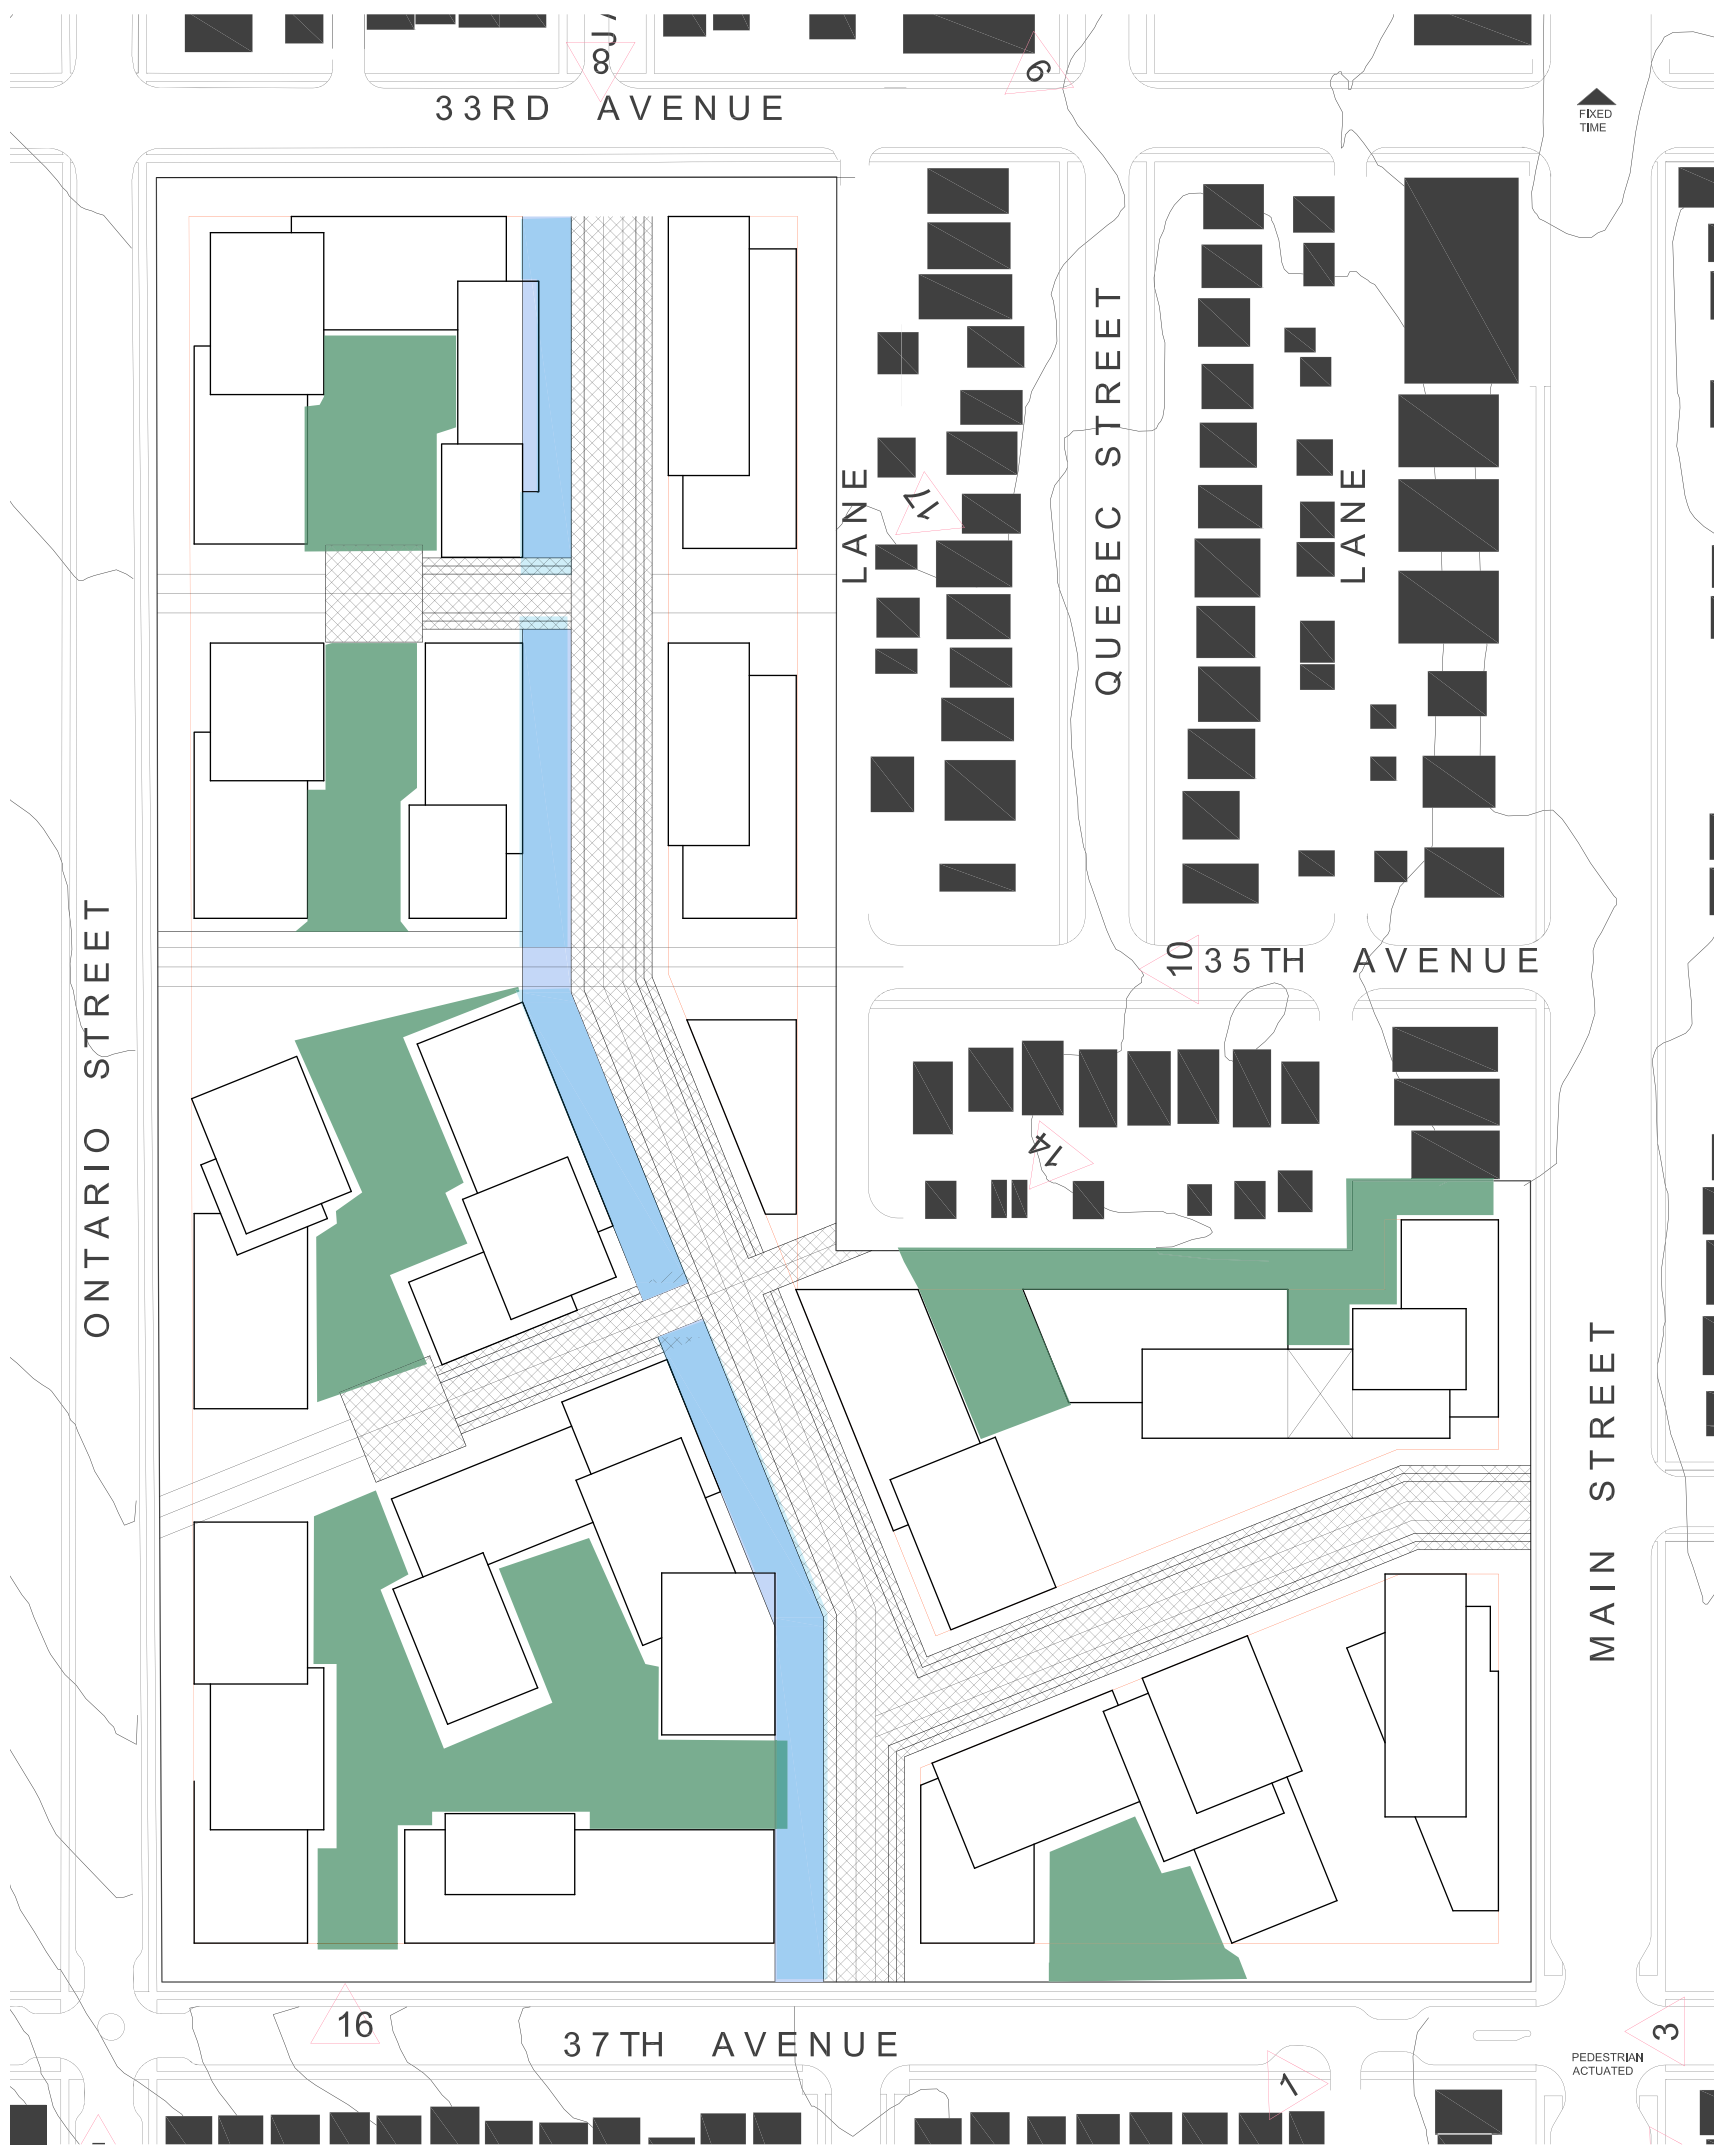 8
9
33RD AVENUE
FIXED
TIME
LANE
17
QUEBEC STREET
LANE
10
35TH AVENUE
ONTARIO STREET
14
MAIN STREET
16
37TH AVENUE
3
PEDESTRIAN
ACTUATED